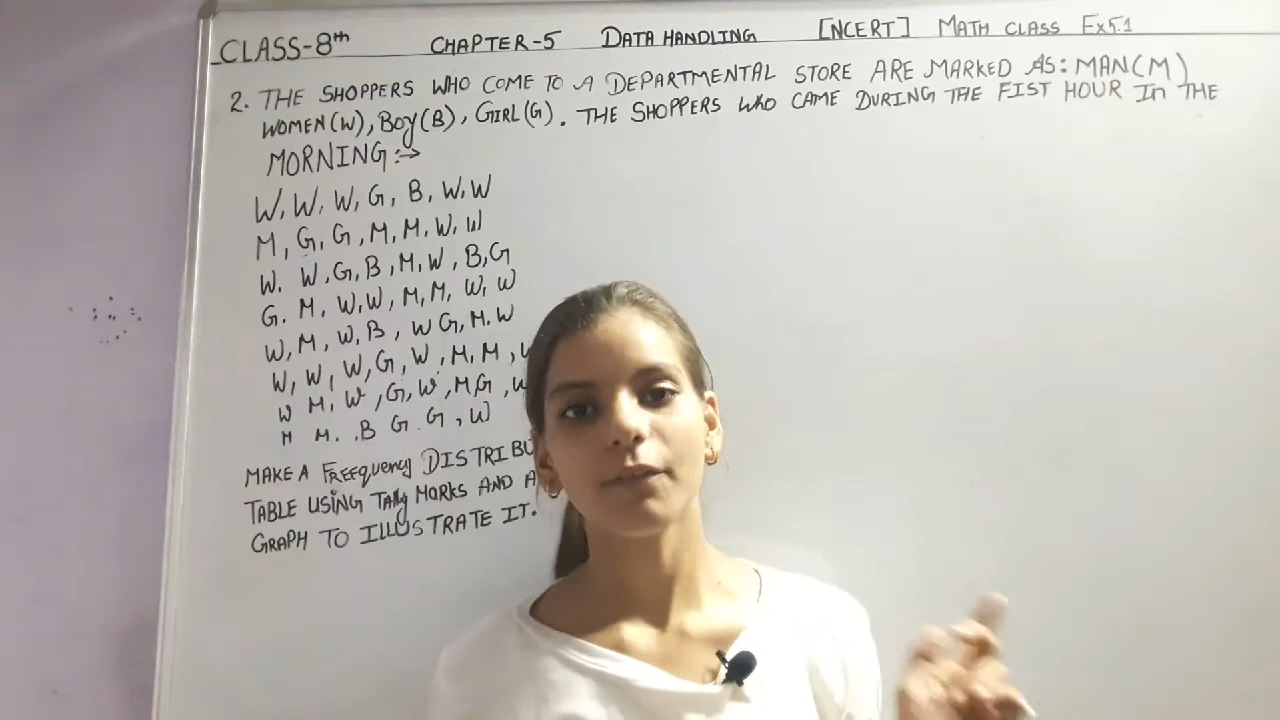 CLASS-8th CHAPTER-5 DATA HANDLING [NCERT] MATH CLASS Ex5.1
2. THE SHOPPERS WHO COME TO A DEPARTMENTAL STORE ARE MARKED AS: MAN(M)
WOMEN(W), BOY(B), GIRL(G). THE SHOPPERS WHO CAME DURING THE FIST HOUR IN THE
MORNING:→
W, W, W, G, B, W, W
M, G, G, M, M, W, W
W. W, G, B, M, W, B, G
G. M, W, W, M, M, W, W
W, M, W, B, W G, M. W
W, W, W, G, W, M, M,
W M, W, G, W, M, G,
M M. .B G. G, W
MAKE A FREEquency DISTRIBU
TABLE USING TAlly MARKS AND A
GRAPH TO ILLUSTRATE IT.